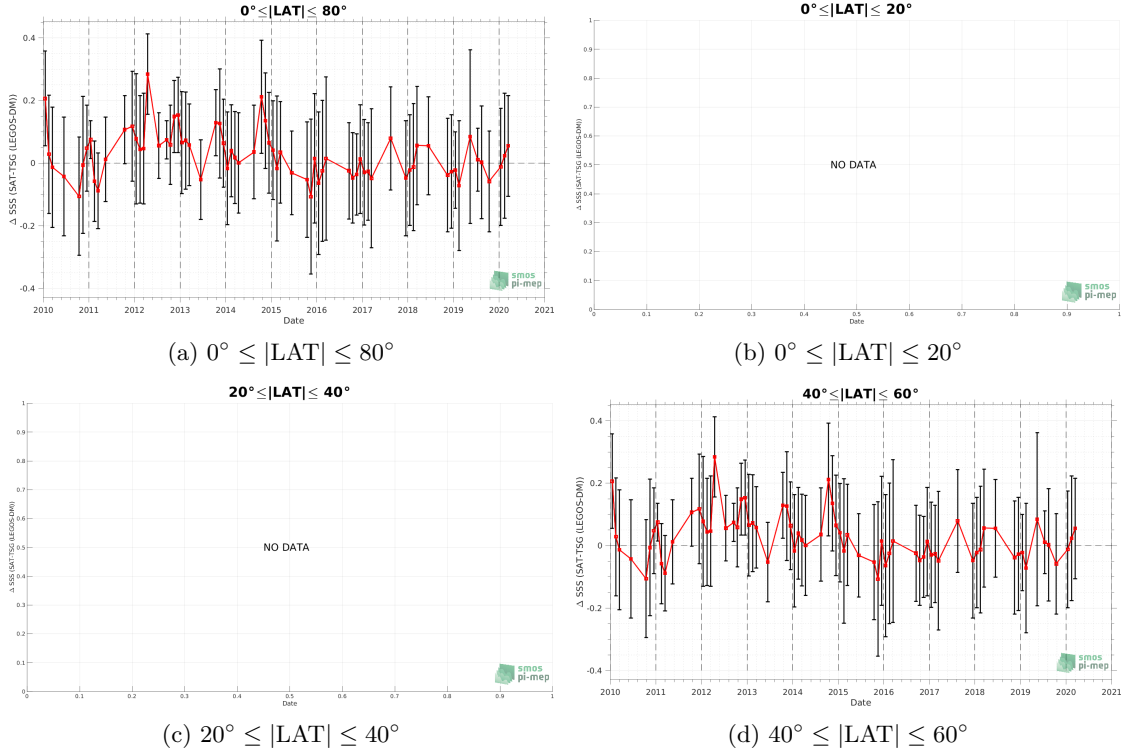 0°≤|LAT|≤ 80°
Δ SSS (SAT-TSG (LEGOS-DM))
0.4
0.2
0
-0.2
-0.4
2010 2011 2012 2013 2014 2015 2016 2017 2018 2019 2020 2021
Date
smos
pi-mep
(a) 0° ≤ |LAT| ≤ 80°
0°≤|LAT|≤ 20°
Δ SSS (SAT-TSG (LEGOS-DM))
1
0.9
0.8
0.7
0.6
0.5
0.4
0.3
0.2
0.1
0
NO DATA
0 0.1 0.2 0.3 0.4 0.5 0.6 0.7 0.8 0.9 1
Date
smos
pi-mep
(b) 0° ≤ |LAT| ≤ 20°
20°≤|LAT|≤ 40°
Δ SSS (SAT-TSG (LEGOS-DM))
1
0.9
0.8
0.7
0.6
0.5
0.4
0.3
0.2
0.1
0
NO DATA
0 0.1 0.2 0.3 0.4 0.5 0.6 0.7 0.8 0.9 1
Date
smos
pi-mep
(c) 20° ≤ |LAT| ≤ 40°
40°≤|LAT|≤ 60°
Δ SSS (SAT-TSG (LEGOS-DM))
0.4
0.2
0
-0.2
-0.4
2010 2011 2012 2013 2014 2015 2016 2017 2018 2019 2020 2021
Date
smos
pi-mep
(d) 40° ≤ |LAT| ≤ 60°